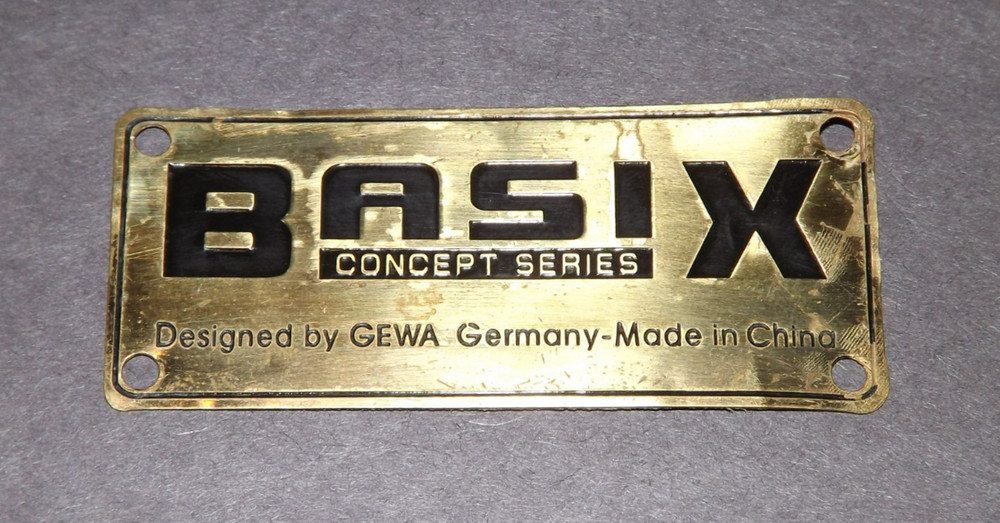 BASIX
CONCEPT SERIES
Designed by GEWA Germany-Made in China